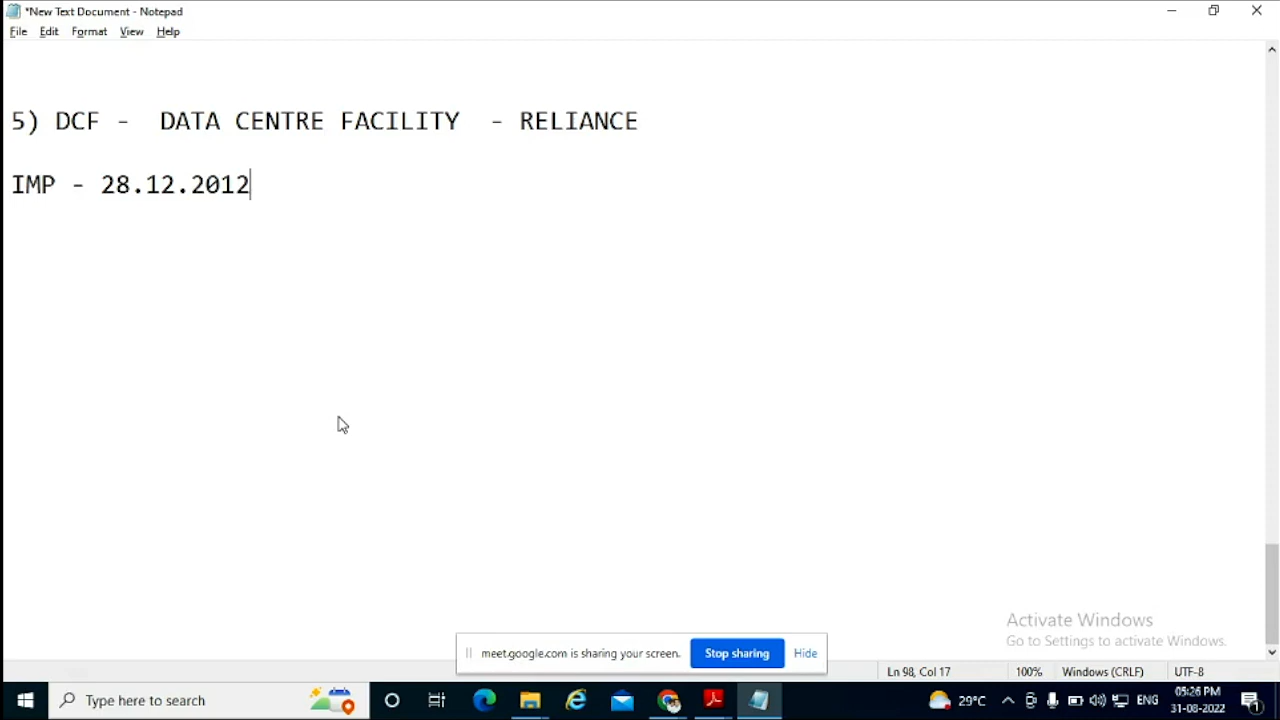 *New Text Document - Notepad
File Edit Format View Help
5) DCF -  DATA CENTRE FACILITY  - RELIANCE
IMP - 28.12.2012
Activate Windows
Go to Settings to activate Windows.
meet.google.com is sharing your screen. Stop sharing Hide
Ln 98, Col 17 100% Windows (CRLF) UTF-8
Type here to search 29°C ENG 05:26 PM
31-08-2022
1